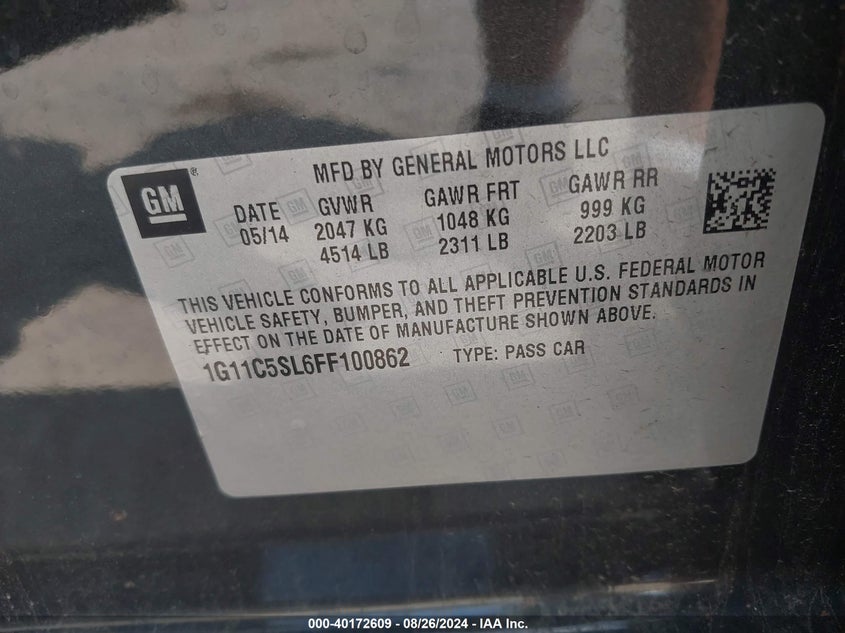 MFD BY GENERAL MOTORS LLC
GM
DATE GVWR GAWR FRT GAWR RR
05/14 2047 KG 1048 KG 999 KG
4514 LB 2311 LB 2203 LB
THIS VEHICLE CONFORMS TO ALL APPLICABLE U.S. FEDERAL MOTOR
VEHICLE SAFETY, BUMPER, AND THEFT PREVENTION STANDARDS IN
EFFECT ON THE DATE OF MANUFACTURE SHOWN ABOVE.
1G11C5SL6FF100862 TYPE: PASS CAR
000-40172609 - 08/26/2024 - © IAA Inc.